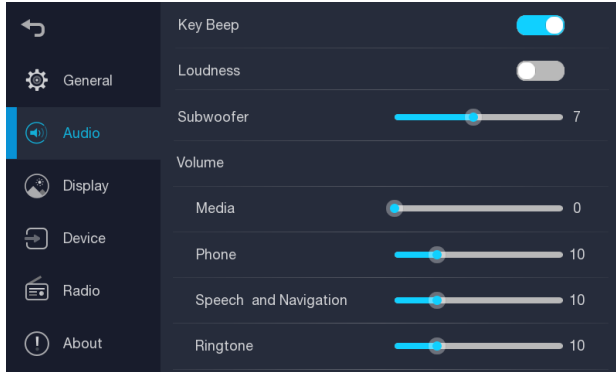 Key Beep
General
Loudness
Audio
Subwoofer 7
Volume
Display
Media 0
Device
Phone 10
Radio
Speech and Navigation 10
About
Ringtone 10